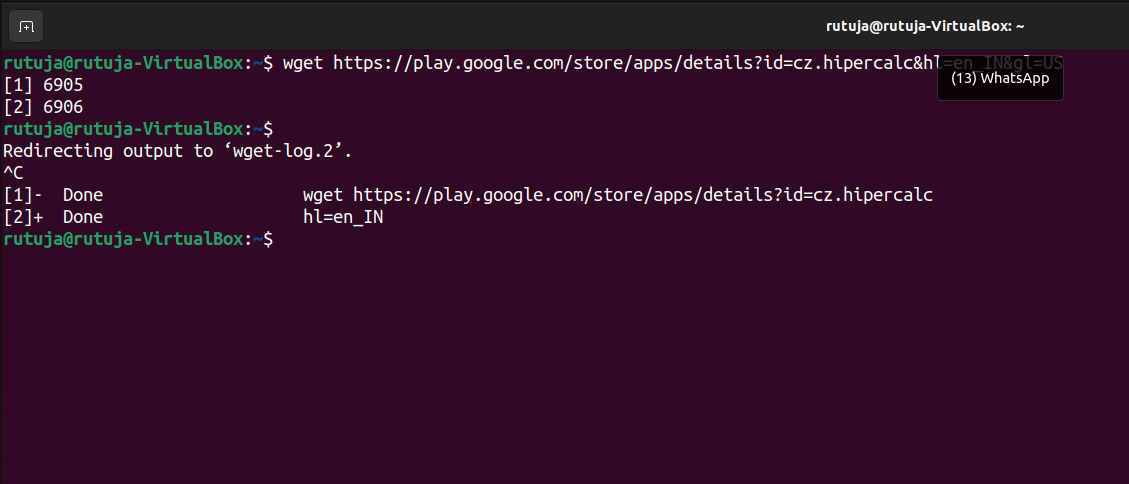 rutuja@rutuja-VirtualBox: ~
rutuja@rutuja-VirtualBox:~$ wget https://play.google.com/store/apps/details?id=cz.hipercalc&hl=en_IN&gl=US
(13) WhatsApp
[1] 6905
[2] 6906
rutuja@rutuja-VirtualBox:~$
Redirecting output to ‘wget-log.2’.
^C
[1]-  Done                    wget https://play.google.com/store/apps/details?id=cz.hipercalc
[2]+  Done                    hl=en_IN
rutuja@rutuja-VirtualBox:~$